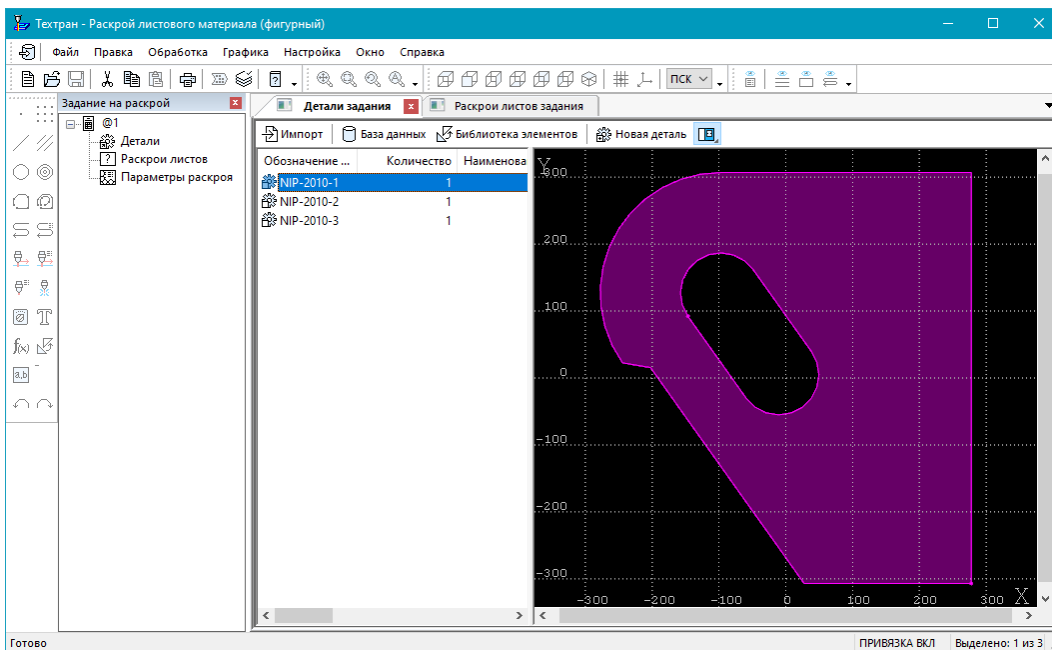 Техтран - Раскрой листового материала (фигурный)
Файл Правка Обработка Графика Настройка Окно Справка
ПСК
Задание на раскрой
@1
Детали
Раскрои листов
Параметры раскроя
Детали задания Раскрои листов задания
Импорт База данных Библиотека элементов Новая деталь
Обозначение ... Количество Наименова
NIP-2010-1 1
NIP-2010-2 1
NIP-2010-3 1
Y
300
200
100
0
-100
-200
-300
-300 -200 -100 0 100 200 300 X
f(x)
a,b
Готово ПРИВЯЗКА ВКЛ Выделено: 1 из 3